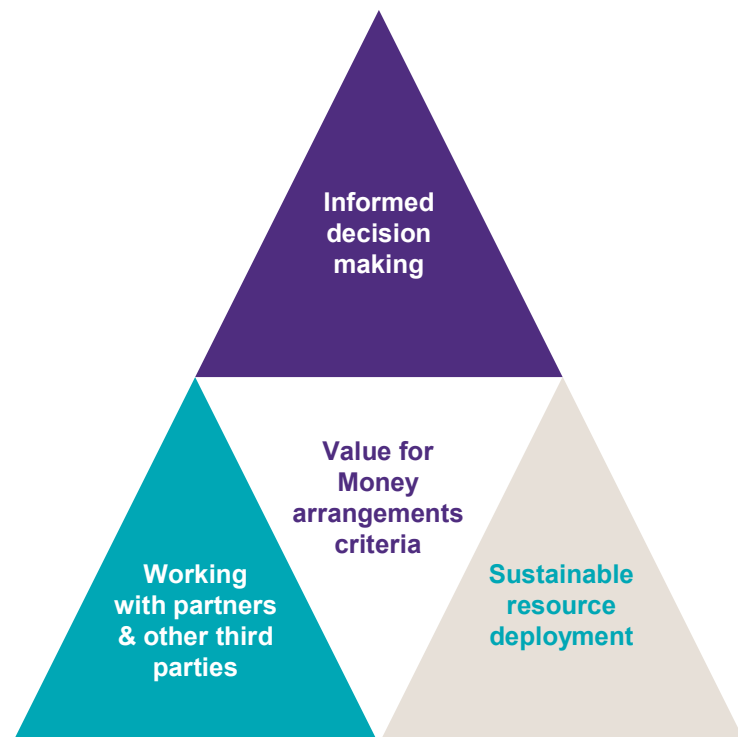 Informed
decision
making
Value for
Money
arrangements
criteria
Working
with partners
& other third
parties
Sustainable
resource
deployment